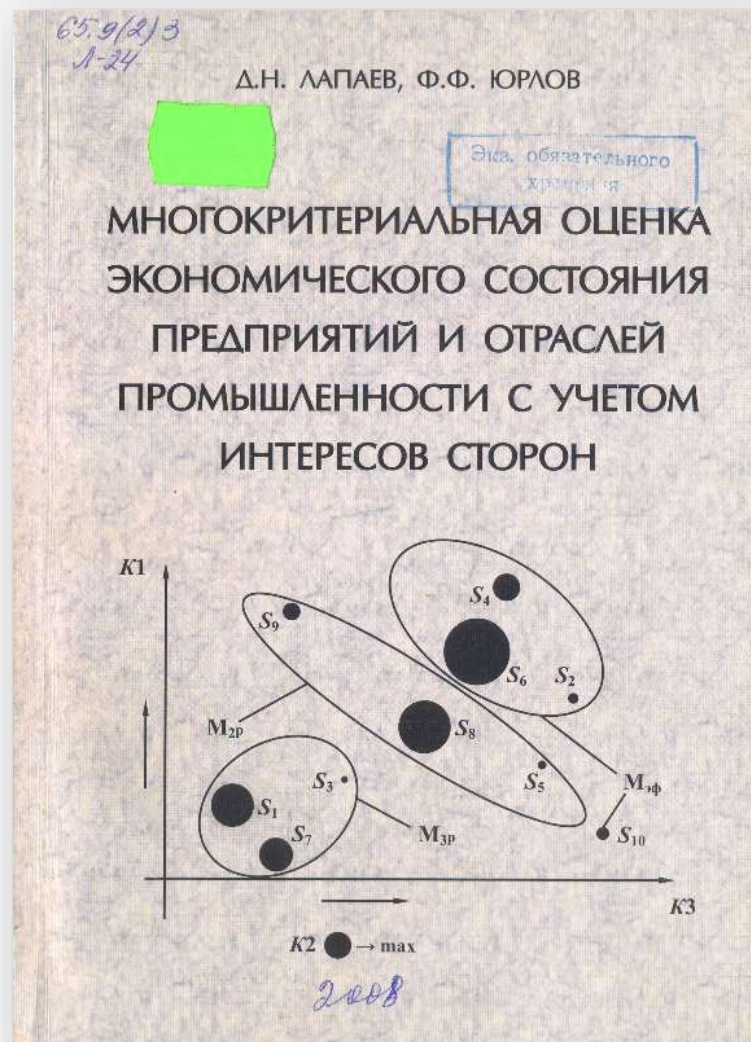 65.9(2)3
Л-24
Д.Н. ЛАПАЕВ, Ф.Ф. ЮРЛОВ
Экз. обязательного
хранения
МНОГОКРИТЕРИАЛЬНАЯ ОЦЕНКА
ЭКОНОМИЧЕСКОГО СОСТОЯНИЯ
ПРЕДПРИЯТИЙ И ОТРАСЛЕЙ
ПРОМЫШЛЕННОСТИ С УЧЕТОМ
ИНТЕРЕСОВ СТОРОН
K1
S4
S9
S6
S2
M2р
S8
S3
S5
Mэф
S1
M3р
S10
S7
K3
K2 → max
2008